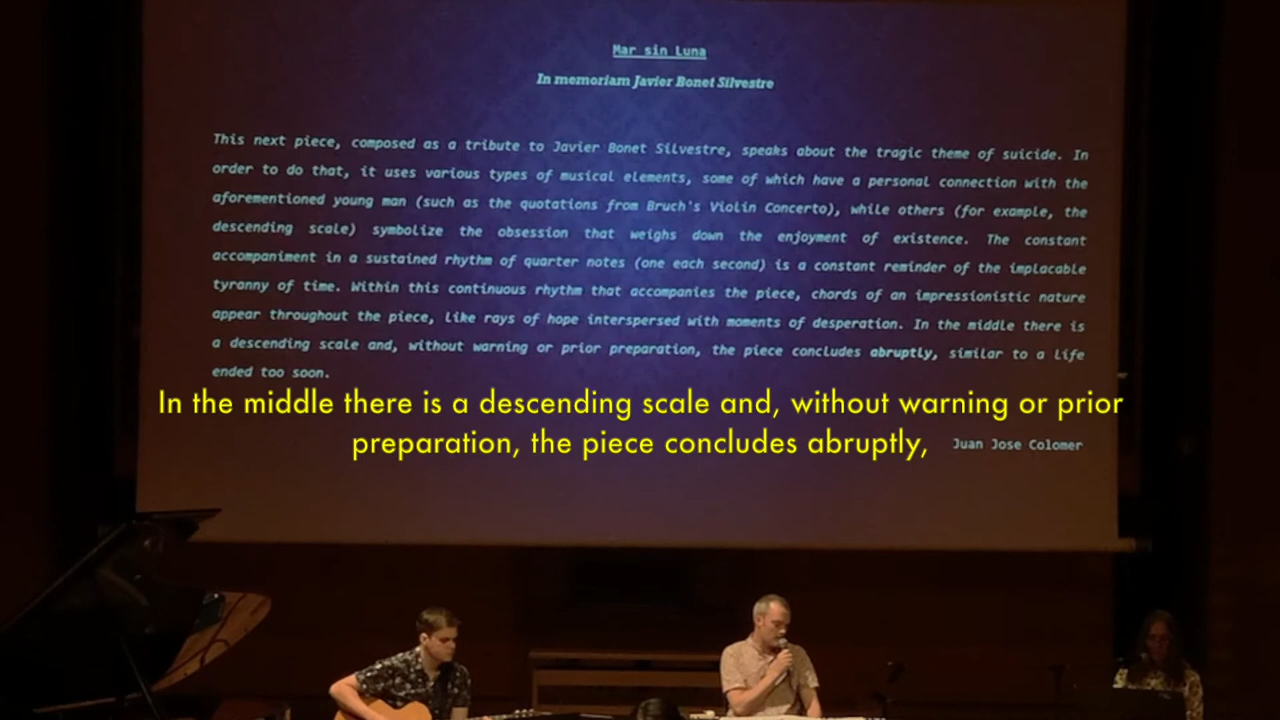 Mar sin Luna
In memoriam Javier Bonet Silvestre
This next piece, composed as a tribute to Javier Bonet Silvestre, speaks about the tragic theme of suicide. In
order to do that, it uses various types of musical elements, some of which have a personal connection with the
aforementioned young man (such as the quotations from Bruch's Violin Concerto), while others (for example, the
descending scale) symbolize the obsession that weighs down the enjoyment of existence. The constant
accompaniment in a sustained rhythm of quarter notes (one each second) is a constant reminder of the implacable
tyranny of time. Within this continuous rhythm that accompanies the piece, chords of an impressionistic nature
appear throughout the piece, like rays of hope interspersed with moments of desperation. In the middle there is
a descending scale and, without warning or prior preparation, the piece concludes abruptly, similar to a life
ended too soon.
In the middle there is a descending scale and, without warning or prior
preparation, the piece concludes abruptly,
Juan Jose Colomer